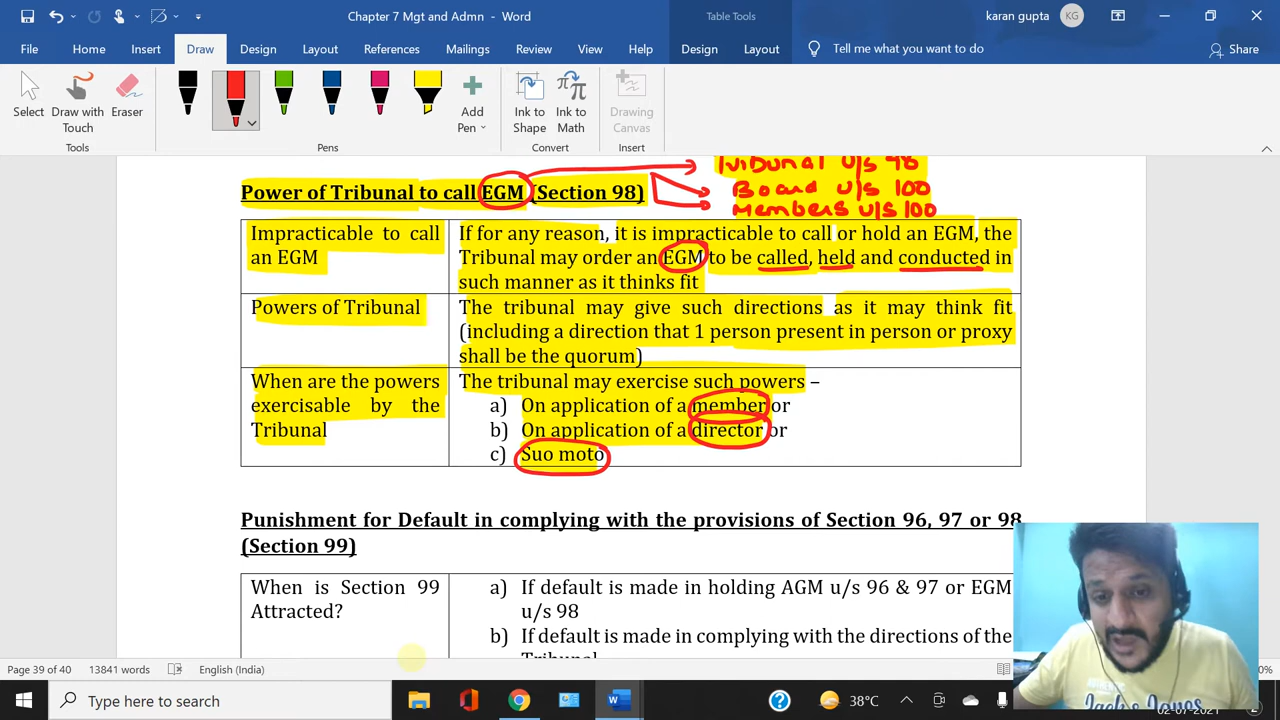 Chapter 7 Mgt and Admn - Word
Table Tools
karan gupta
KG
File Home Insert Draw Design Layout References Mailings Review View Help Design Layout Tell me what you want to do Share
Select Draw with Touch Eraser Add Pen Ink to Shape Ink to Math Drawing Canvas
Tools Pens Convert Insert
Tribunal u/s 98
Board u/s 100
Members u/s 100
Power of Tribunal to call EGM (Section 98)
Impracticable to call an EGM
If for any reason, it is impracticable to call or hold an EGM, the
Tribunal may order an EGM to be called, held and conducted in
such manner as it thinks fit
Powers of Tribunal
The tribunal may give such directions as it may think fit
(including a direction that 1 person present in person or proxy
shall be the quorum)
When are the powers
exercisable by the
Tribunal
The tribunal may exercise such powers –
a) On application of a member or
b) On application of a director or
c) Suo moto
Punishment for Default in complying with the provisions of Section 96, 97 or 98
(Section 99)
When is Section 99
Attracted?
a) If default is made in holding AGM u/s 96 & 97 or EGM
u/s 98
b) If default is made in complying with the directions of the
Tribunal
Page 39 of 40 13841 words English (India)
Type here to search
38°C
02-07-2021
Jack & Jones